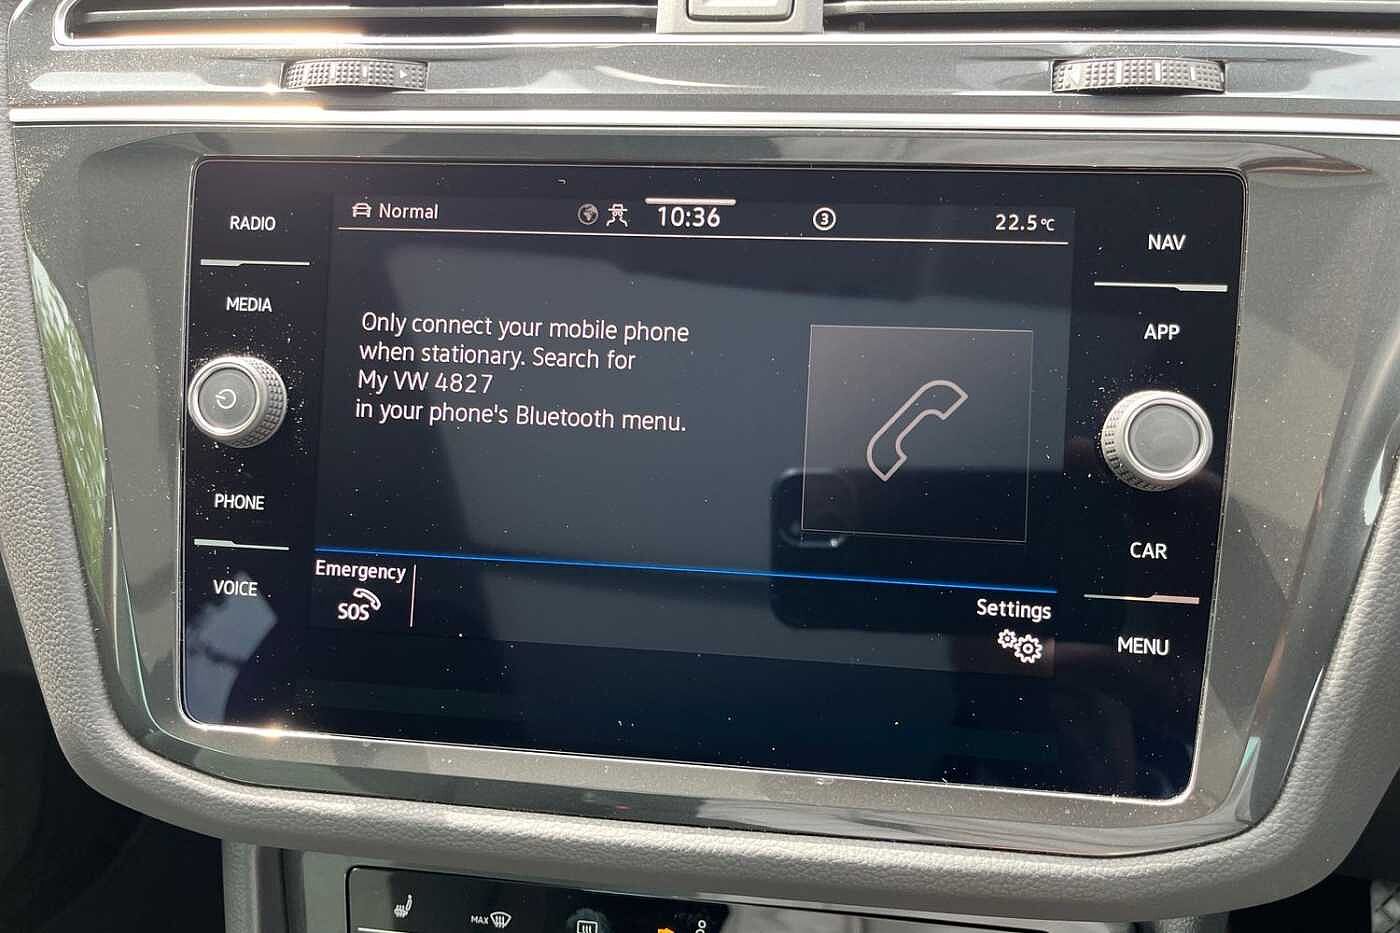 RADIO
MEDIA
PHONE
VOICE
Normal
10:36
3
22.5°C
Only connect your mobile phone
when stationary. Search for
My VW 4827
in your phone's Bluetooth menu.
Emergency
SOS
Settings
NAV
APP
CAR
MENU
MAX